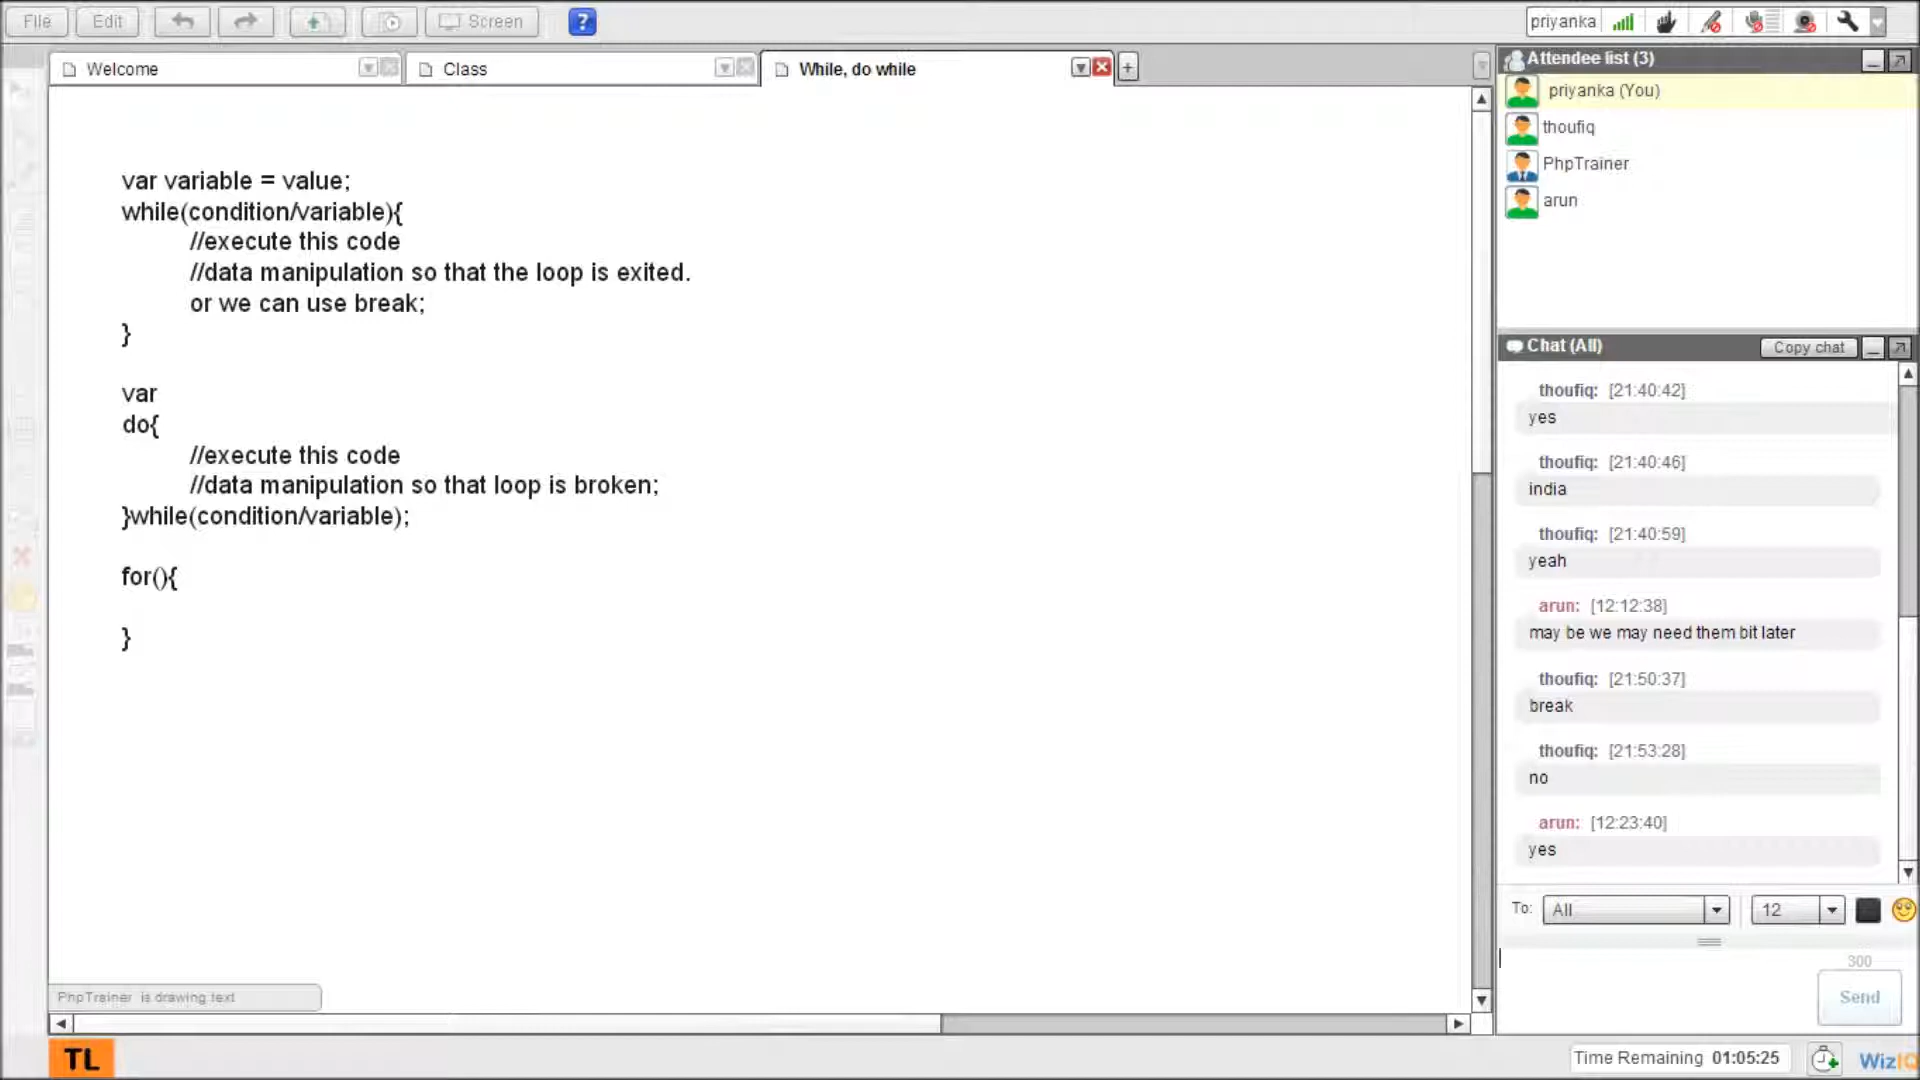 File Edit Screen ? priyanka
Welcome Class While, do while
var variable = value;
while(condition/variable){
//execute this code
//data manipulation so that the loop is exited.
or we can use break;
}
var
do{
//execute this code
//data manipulation so that loop is broken;
}while(condition/variable);
for(){
}
PhpTrainer is drawing text
TL
Attendee list (3)
priyanka (You)
thoufiq
PhpTrainer
arun
Chat (All) Copy chat
thoufiq: [21:40:42]
yes
thoufiq: [21:40:46]
india
thoufiq: [21:40:59]
yeah
arun: [12:12:38]
may be we may need them bit later
thoufiq: [21:50:37]
break
thoufiq: [21:53:28]
no
arun: [12:23:40]
yes
To: All 12
300
Send
Time Remaining 01:05:25 WizIQ